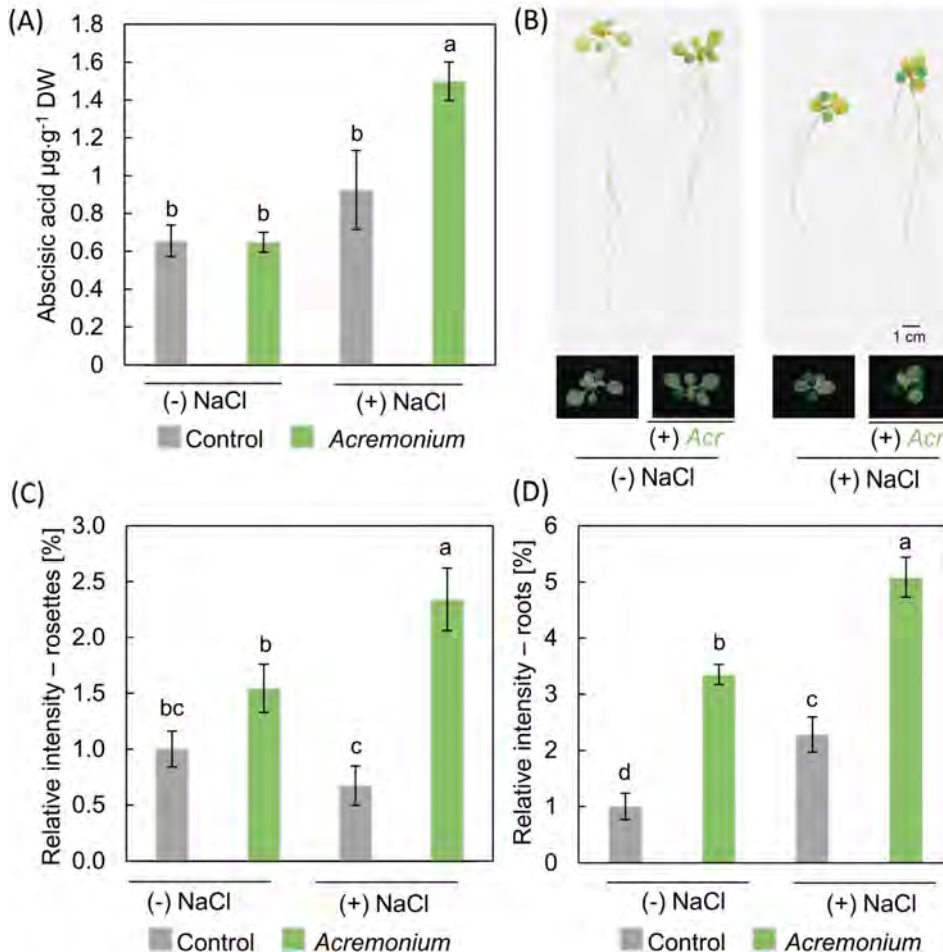 (A)
Abscisic acid µg·g⁻¹ DW
1.8
1.6
1.4
1.2
1
0.8
0.6
0.4
0.2
0
b
b
b
a
(-) NaCl
(+) NaCl
Control
Acremonium
(B)
1 cm
(+) Acr
(+) Acr
(-) NaCl
(+) NaCl
(C)
Relative intensity – rosettes [%]
3.0
2.5
2.0
1.5
1.0
0.5
0.0
bc
b
c
a
(-) NaCl
(+) NaCl
Control
Acremonium
(D)
Relative intensity – roots [%]
6
5
4
3
2
1
0
d
b
c
a
(-) NaCl
(+) NaCl
Control
Acremonium